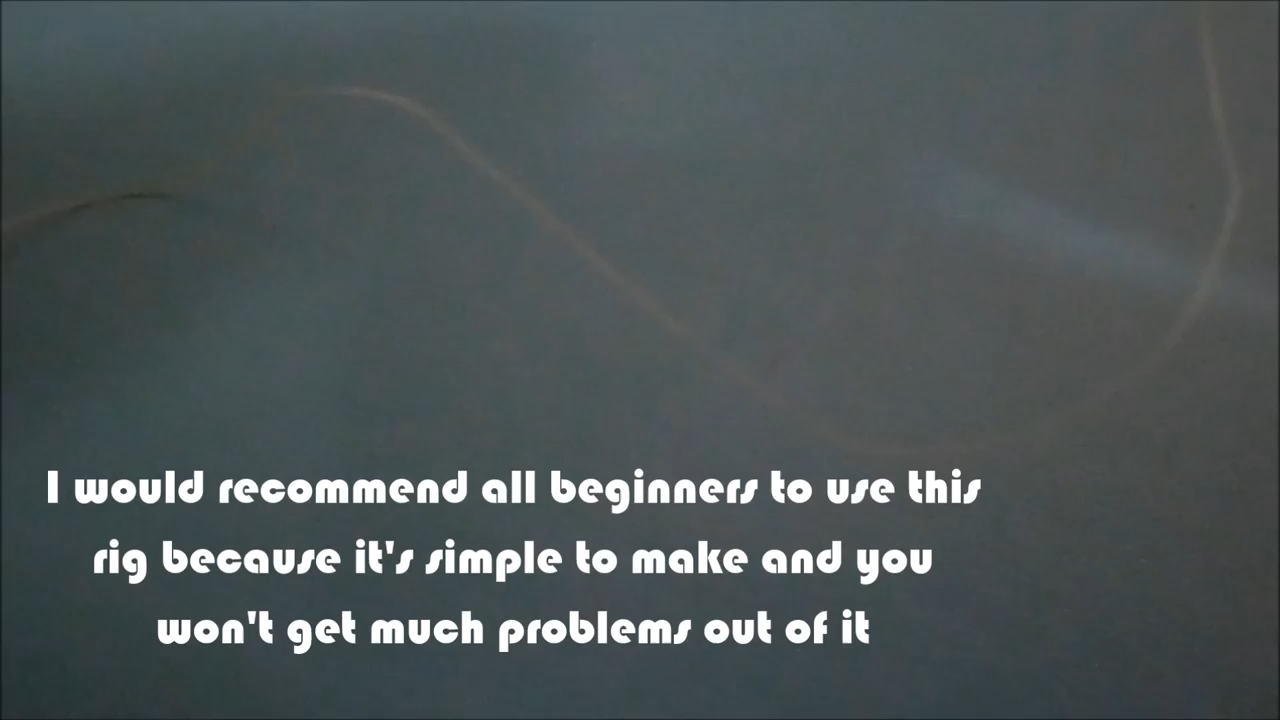 I would recommend all beginners to use this
rig because it's simple to make and you
won't get much problems out of it